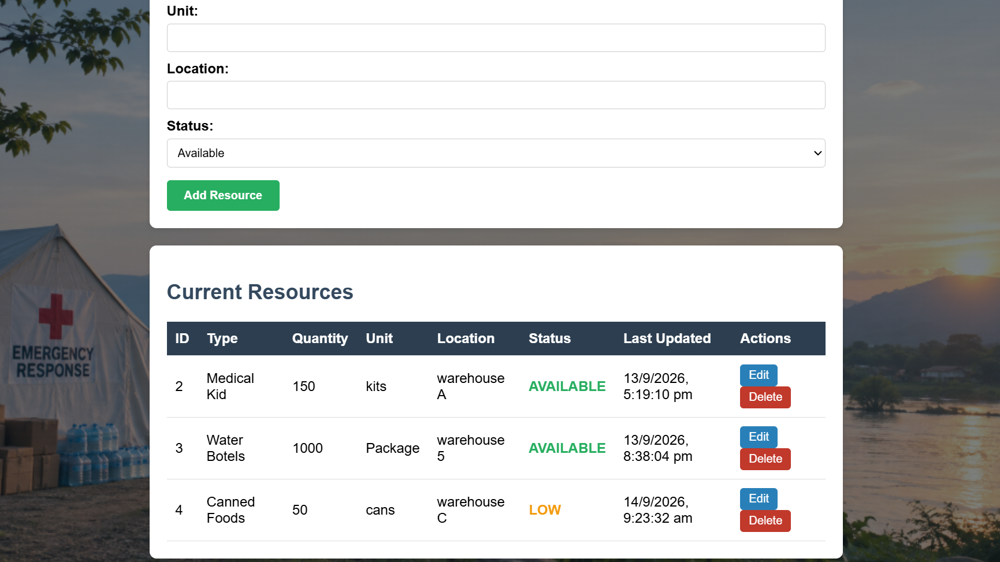 Unit:
Location:
Status:
Available
Add Resource
EMERGENCY
RESPONSE
Current Resources
ID Type Quantity Unit Location Status Last Updated Actions
2 Medical Kid 150 kits warehouse A AVAILABLE 13/9/2026, 5:19:10 pm Edit Delete
3 Water Botels 1000 Package warehouse 5 AVAILABLE 13/9/2026, 8:38:04 pm Edit Delete
4 Canned Foods 50 cans warehouse C LOW 14/9/2026, 9:23:32 am Edit Delete